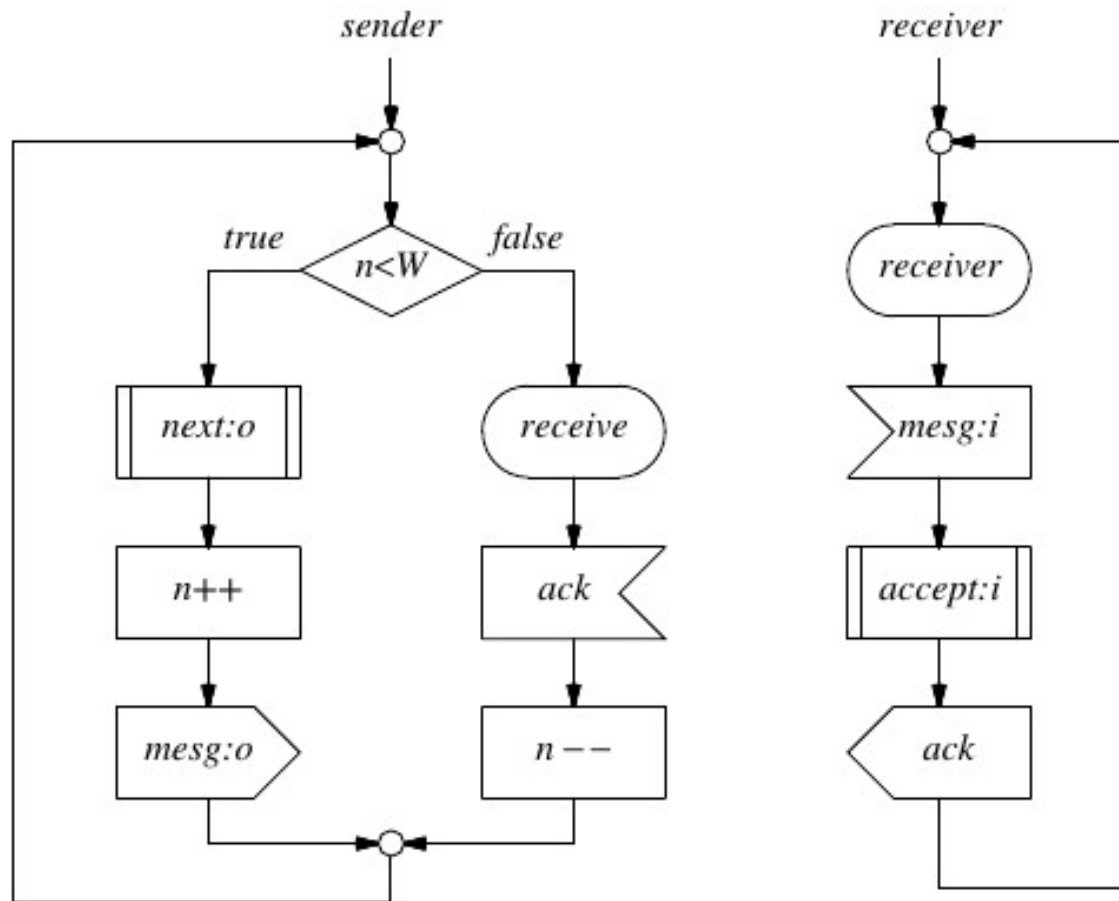 sender
receiver
true
false
n<W
receiver
next:o
receive
mesg:i
n++
ack
accept:i
mesg:o
n--
ack